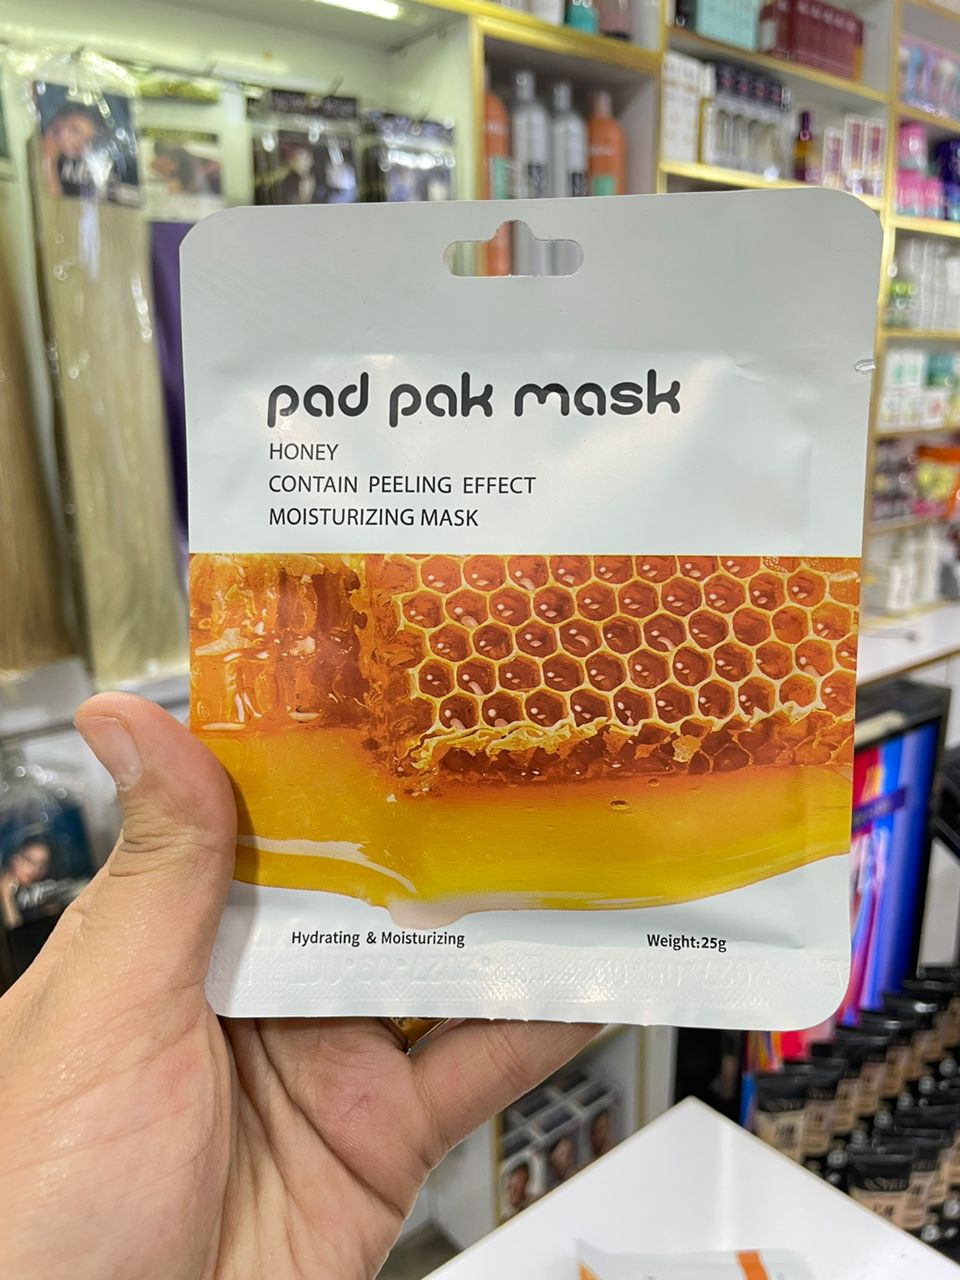 pad pak mask
HONEY
CONTAIN PEELING EFFECT
MOISTURIZING MASK
Hydrating & Moisturizing
Weight:25g